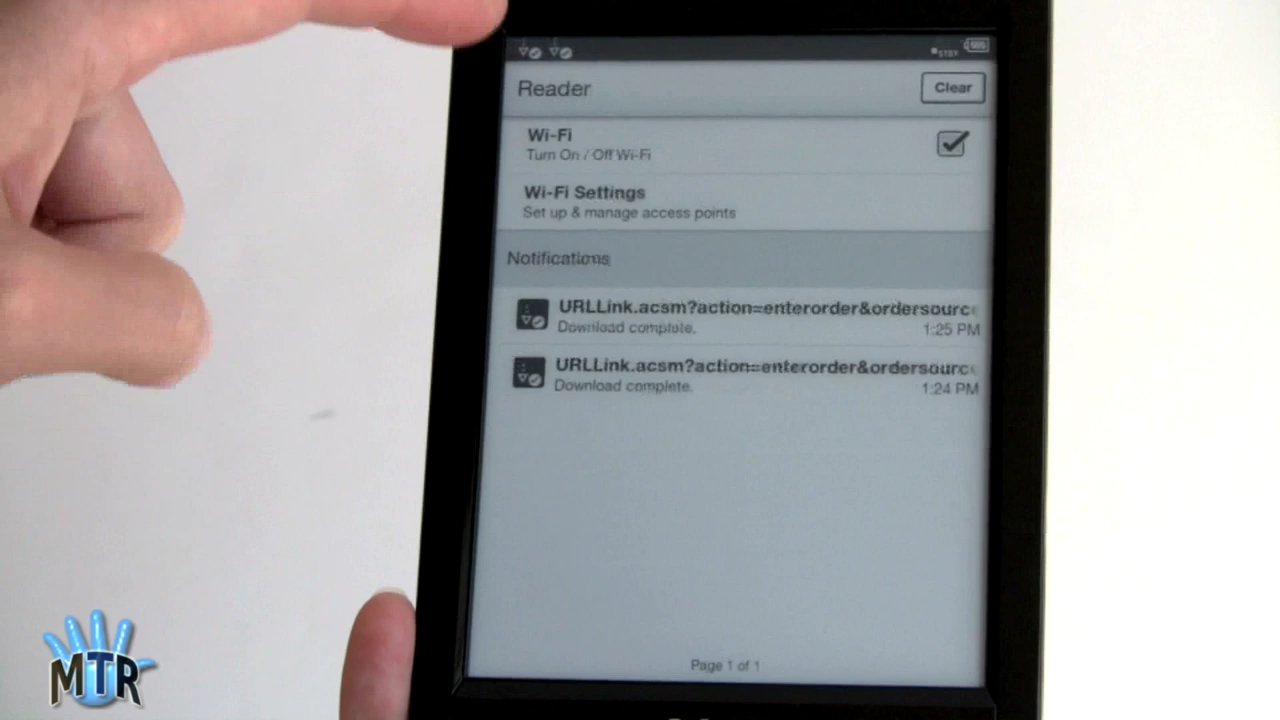 STBY
Reader
Clear
Wi-Fi
Turn On / Off Wi-Fi
Wi-Fi Settings
Set up & manage access points
Notifications
URLLink.acsm?action=enterorder&ordersource
Download complete.
1:25 PM
URLLink.acsm?action=enterorder&ordersource
Download complete.
1:24 PM
Page 1 of 1
MTR